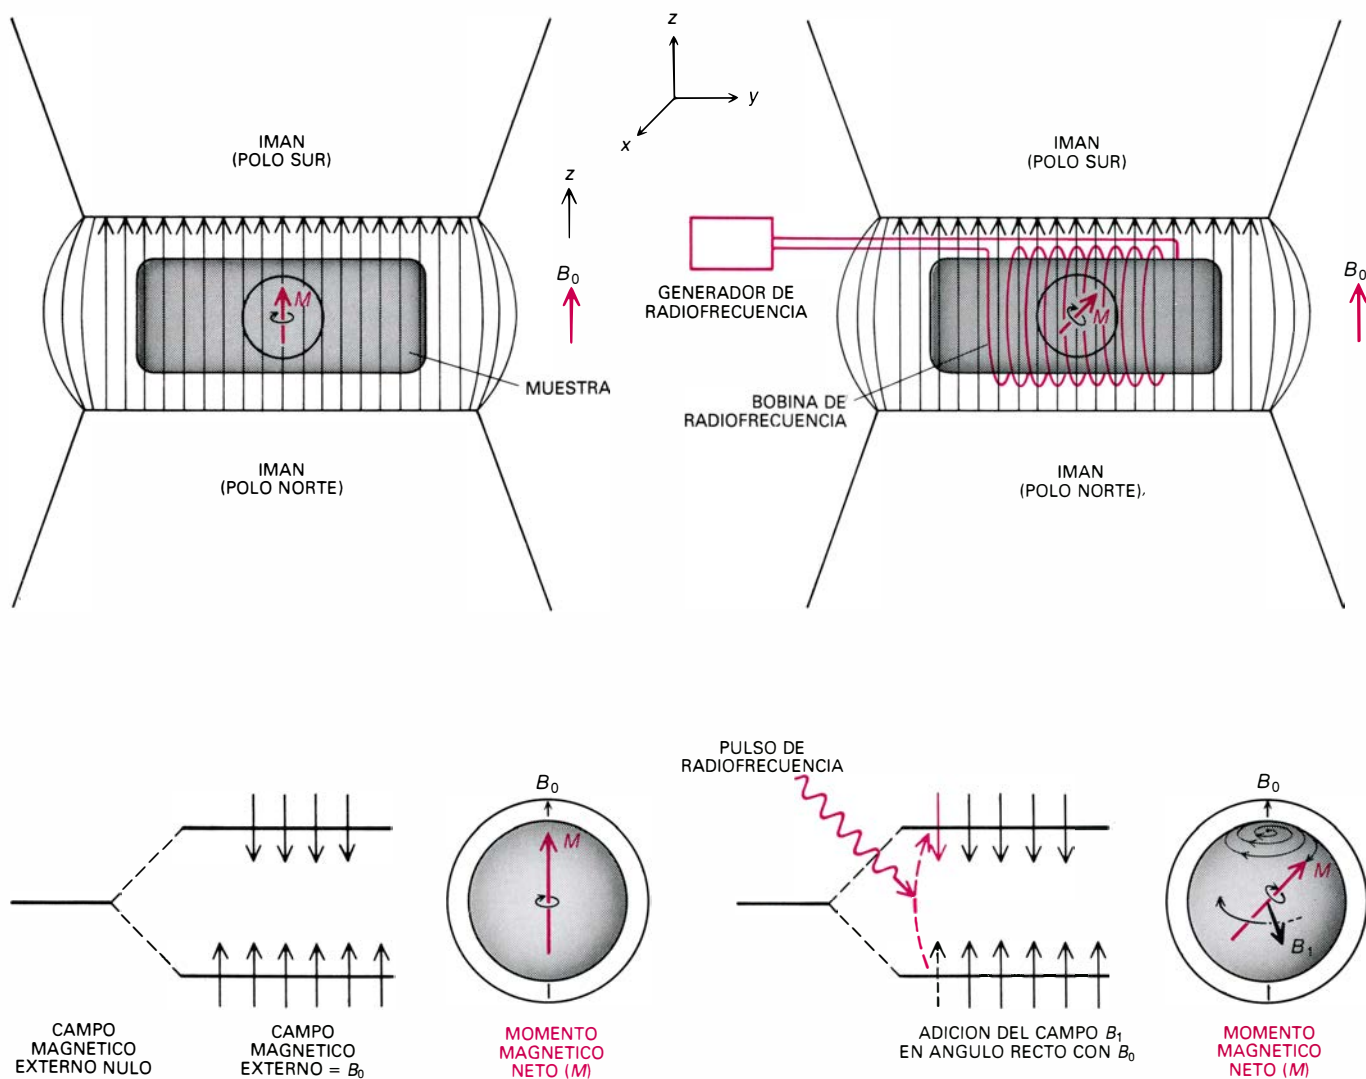 z
y
x
IMAN
(POLO SUR)
z
B₀
M
MUESTRA
IMAN
(POLO NORTE)
IMAN
(POLO SUR)
GENERADOR DE
RADIOFRECUENCIA
B₀
M
BOBINA DE
RADIOFRECUENCIA
IMAN
(POLO NORTE)
B₀
M
CAMPO
MAGNETICO
EXTERNO NULO
CAMPO
MAGNETICO
EXTERNO = B₀
MOMENTO
MAGNETICO
NETO (M)
PULSO DE
RADIOFRECUENCIA
B₀
M
B₁
ADICION DEL CAMPO B₁
EN ANGULO RECTO CON B₀
MOMENTO
MAGNETICO
NETO (M)